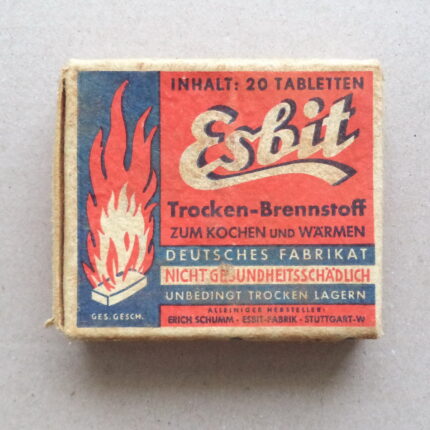 INHALT: 20 TABLETTEN
Esbit
Trocken-Brennstoff
ZUM KOCHEN UND WÄRMEN
DEUTSCHES FABRIKAT
NICHT GESUNDHEITSSCHÄDLICH
UNBEDINGT TROCKEN LAGERN
ALLEINIGER HERSTELLER:
ERICH SCHUMM · ESBIT-FABRIK · STUTTGART-W
GES. GESCH.